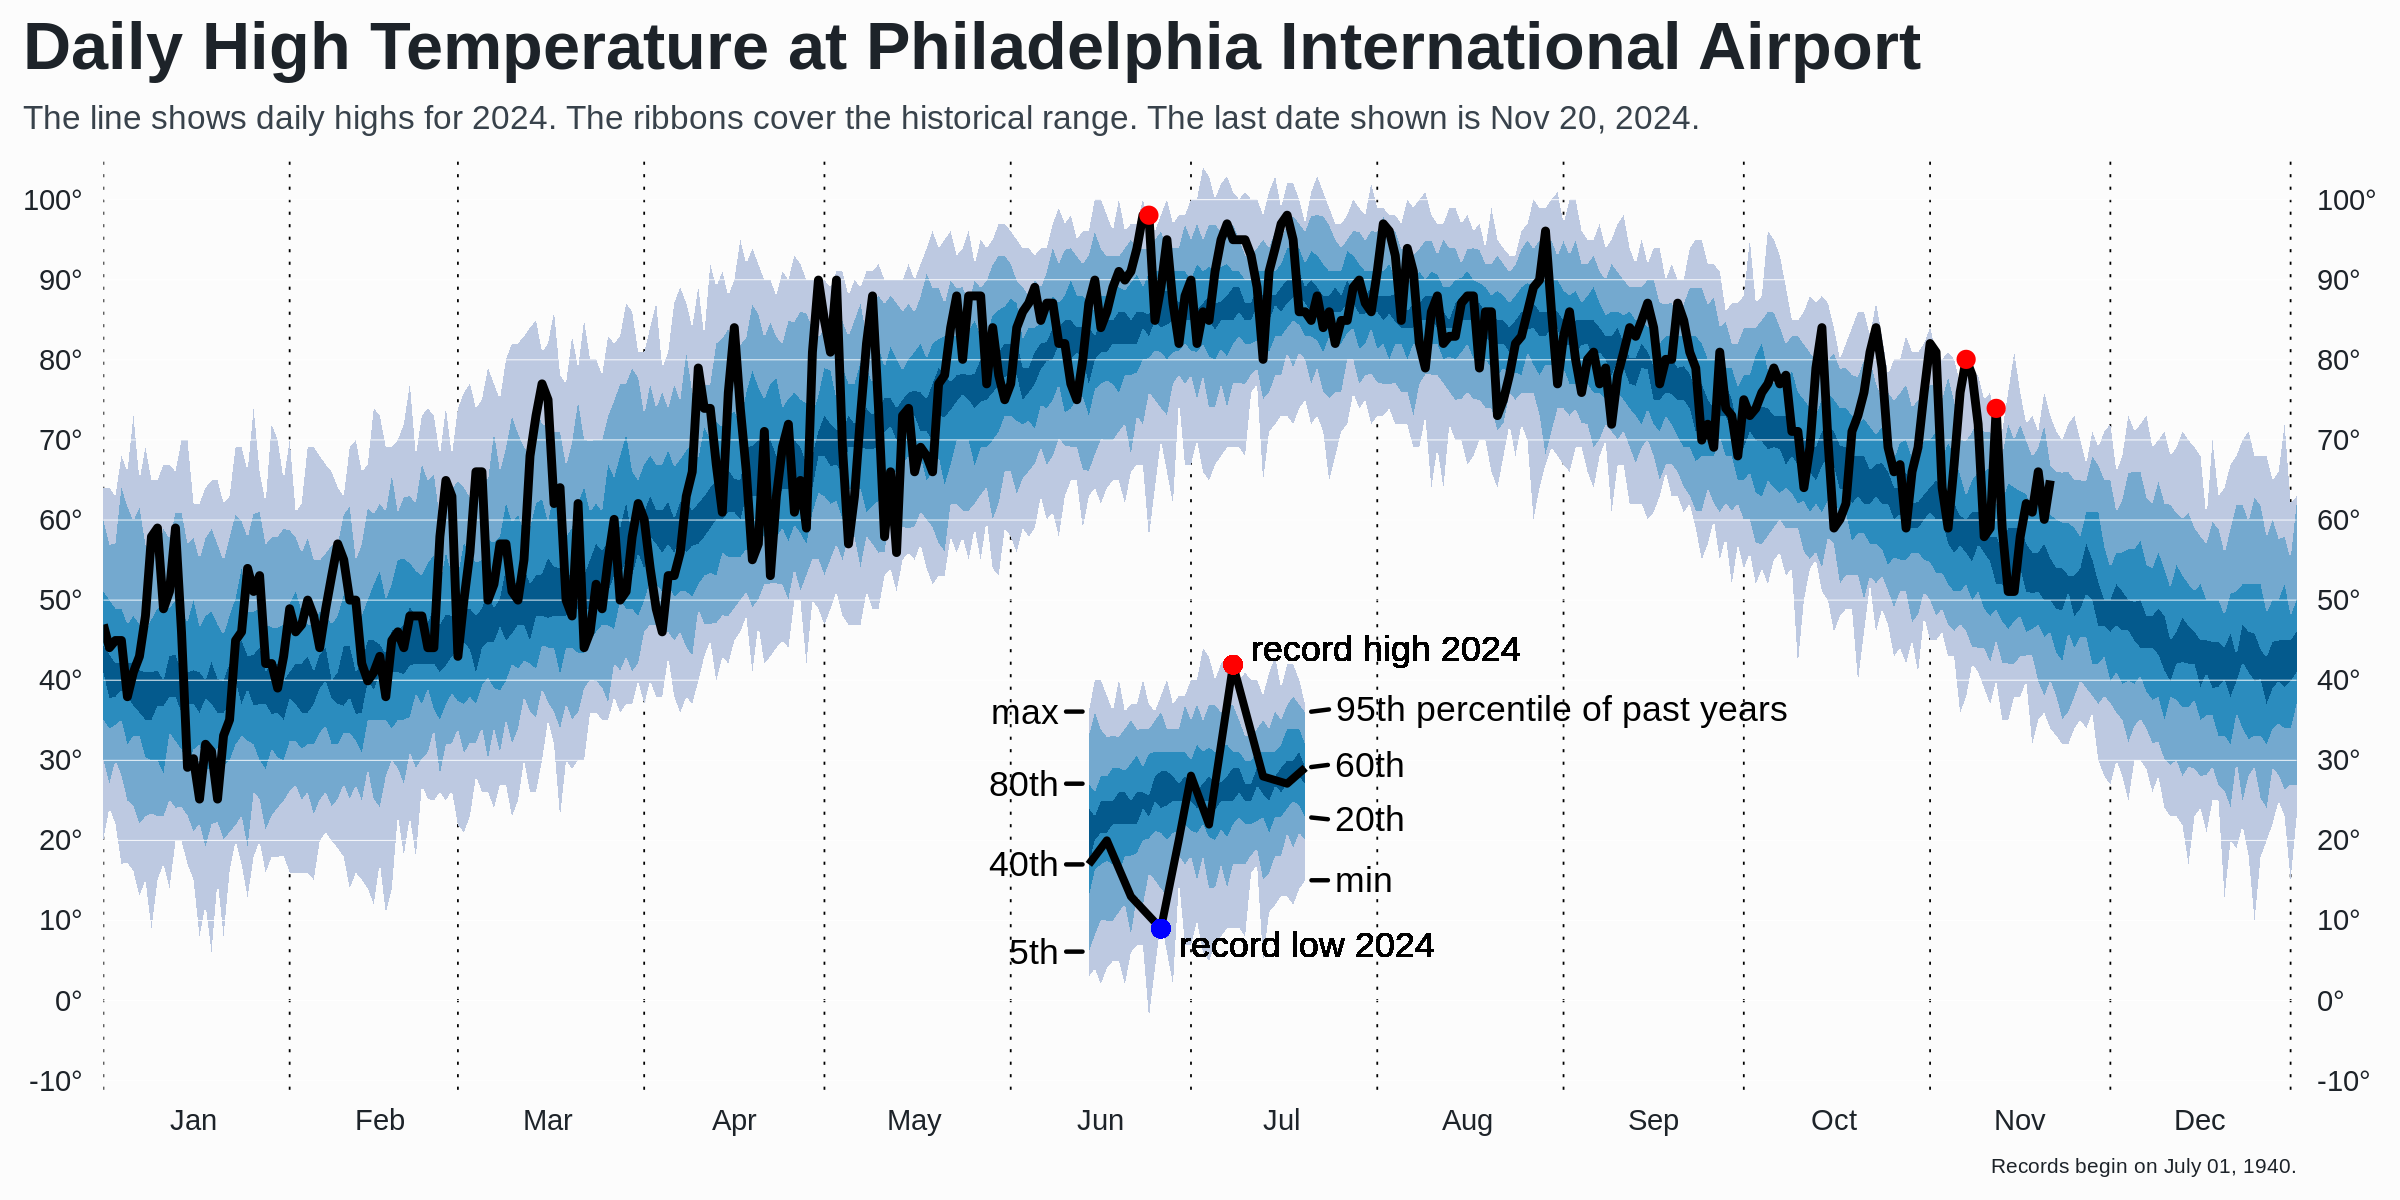 Daily High Temperature at Philadelphia International Airport
The line shows daily highs for 2024. The ribbons cover the historical range. The last date shown is Nov 20, 2024.
100° 100°
90° 90°
80° 80°
70° 70°
60° 60°
50° 50°
40° 40°
30° 30°
20° 20°
10° 10°
0° 0°
-10° -10°
record high 2024
max
95th percentile of past years
80th
60th
40th
20th
min
5th
record low 2024
Jan Feb Mar Apr May Jun Jul Aug Sep Oct Nov Dec
Records begin on July 01, 1940.